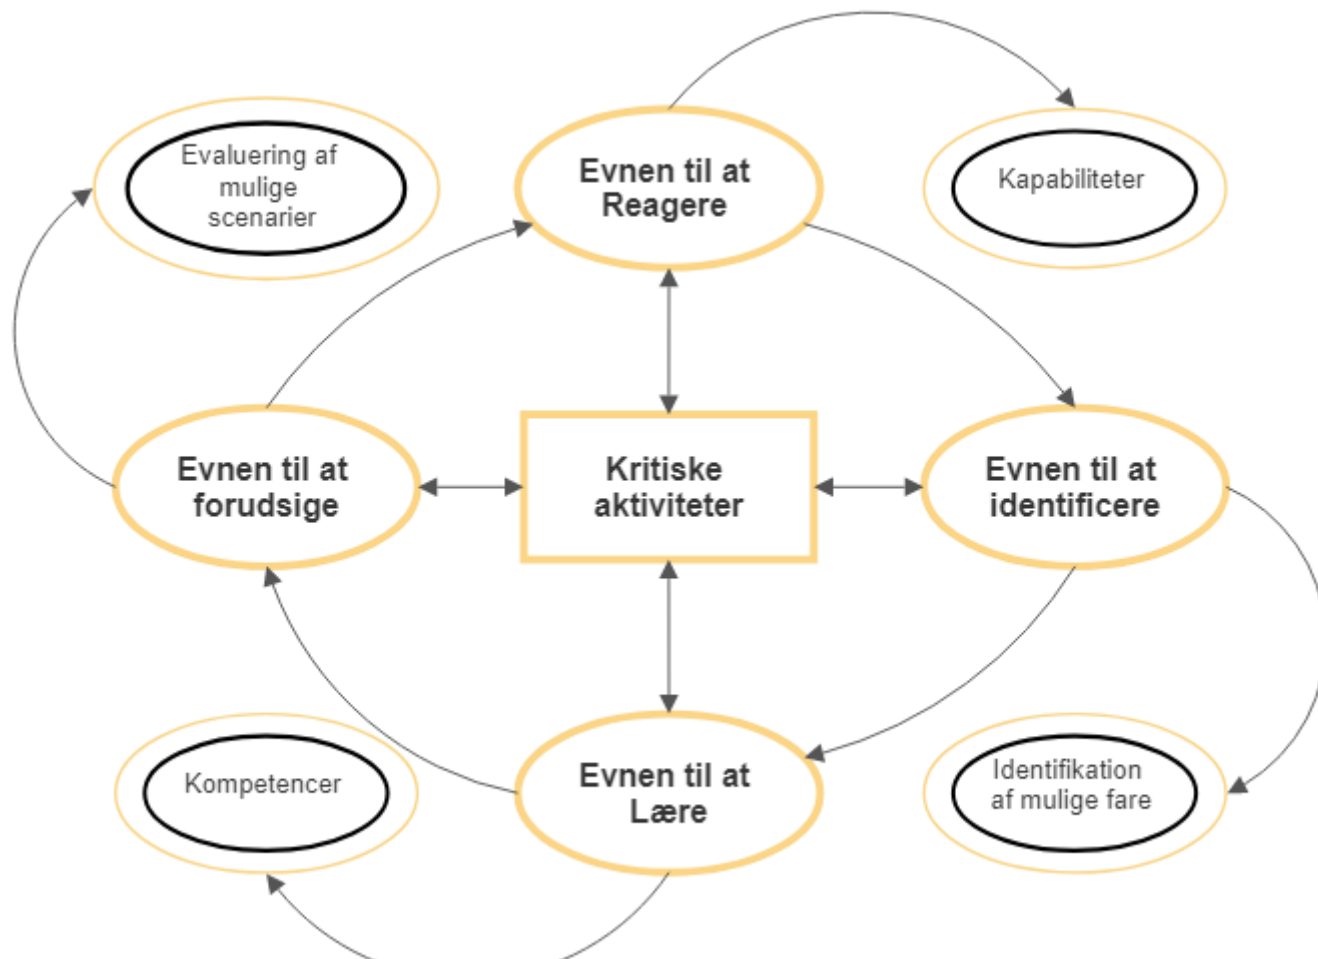 Evaluering af
mulige
scenarier
Evnen til at
Reagere
Kapabiliteter
Evnen til at
forudsige
Kritiske
aktiviteter
Evnen til at
identificere
Kompetencer
Evnen til at
Lære
Identifikation
af mulige fare